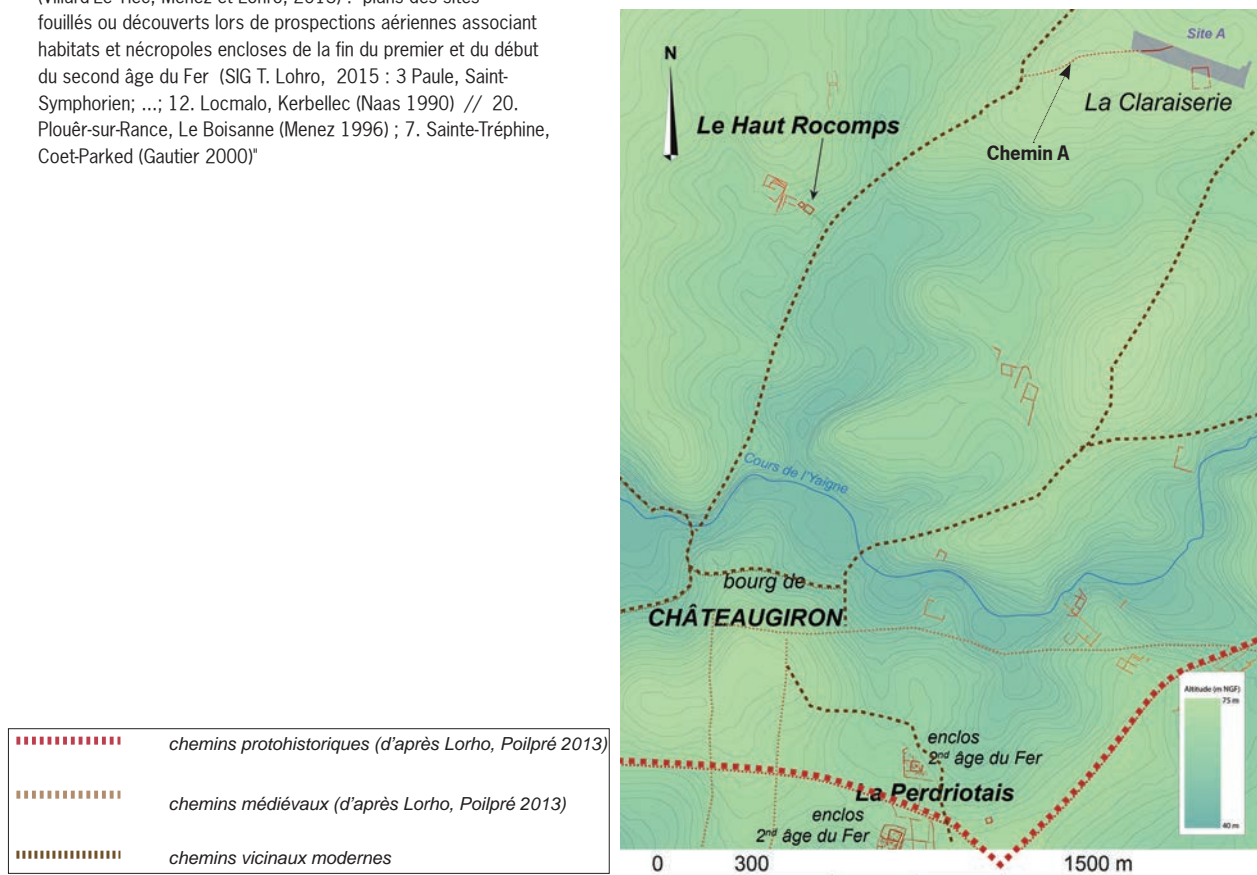 (Villard Le Tiec, Menez et Lohro, 2015) : "plans des sites
fouillés ou découverts lors de prospections aériennes associant
habitats et nécropoles encloses de la fin du premier et du début
du second âge du Fer (SIG T. Lohro, 2015 : 3 Paule, Saint-
Symphorien; ...; 12. Locmalo, Kerbellec (Naas 1990) // 20.
Plouêr-sur-Rance, Le Boisanne (Menez 1996) ; 7. Sainte-Tréphine,
Coet-Parked (Gautier 2000)"
N
Site A
La Claraiserie
Le Haut Rocomps
Chemin A
Cours de l'Yaigne
bourg de
CHÂTEAUGIRON
Altitude (m NGF)
75 m
40 m
enclos
2nd âge du Fer
La Perdriotais
enclos
2nd âge du Fer
0 300 1500 m
chemins protohistoriques (d'après Lorho, Poilpré 2013)
chemins médiévaux (d'après Lorho, Poilpré 2013)
chemins vicinaux modernes